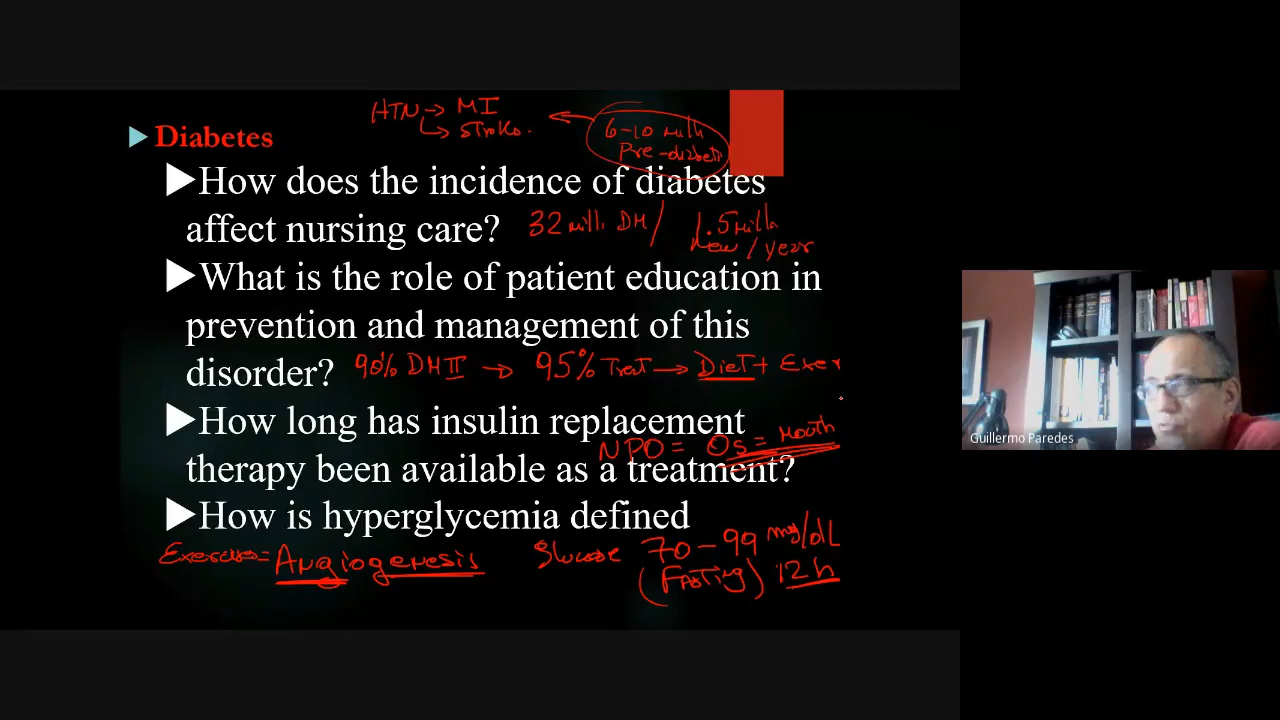 HTN → MI
↳ Stroke.
6-10 mill
Pre-diabeti
▶ Diabetes
▶How does the incidence of diabetes
affect nursing care? 32 mill. DM / 1.5 milla
New / year
▶What is the role of patient education in
prevention and management of this
disorder? 90% DM II → 95% Treat → Diet + Exer
▶How long has insulin replacement
NPO = Os = mouth
therapy been available as a treatment?
▶How is hyperglycemia defined
Exercise = Angiogenesis Glucose 70-99 mg/dL
(Fasting) 12h
Guillermo Paredes